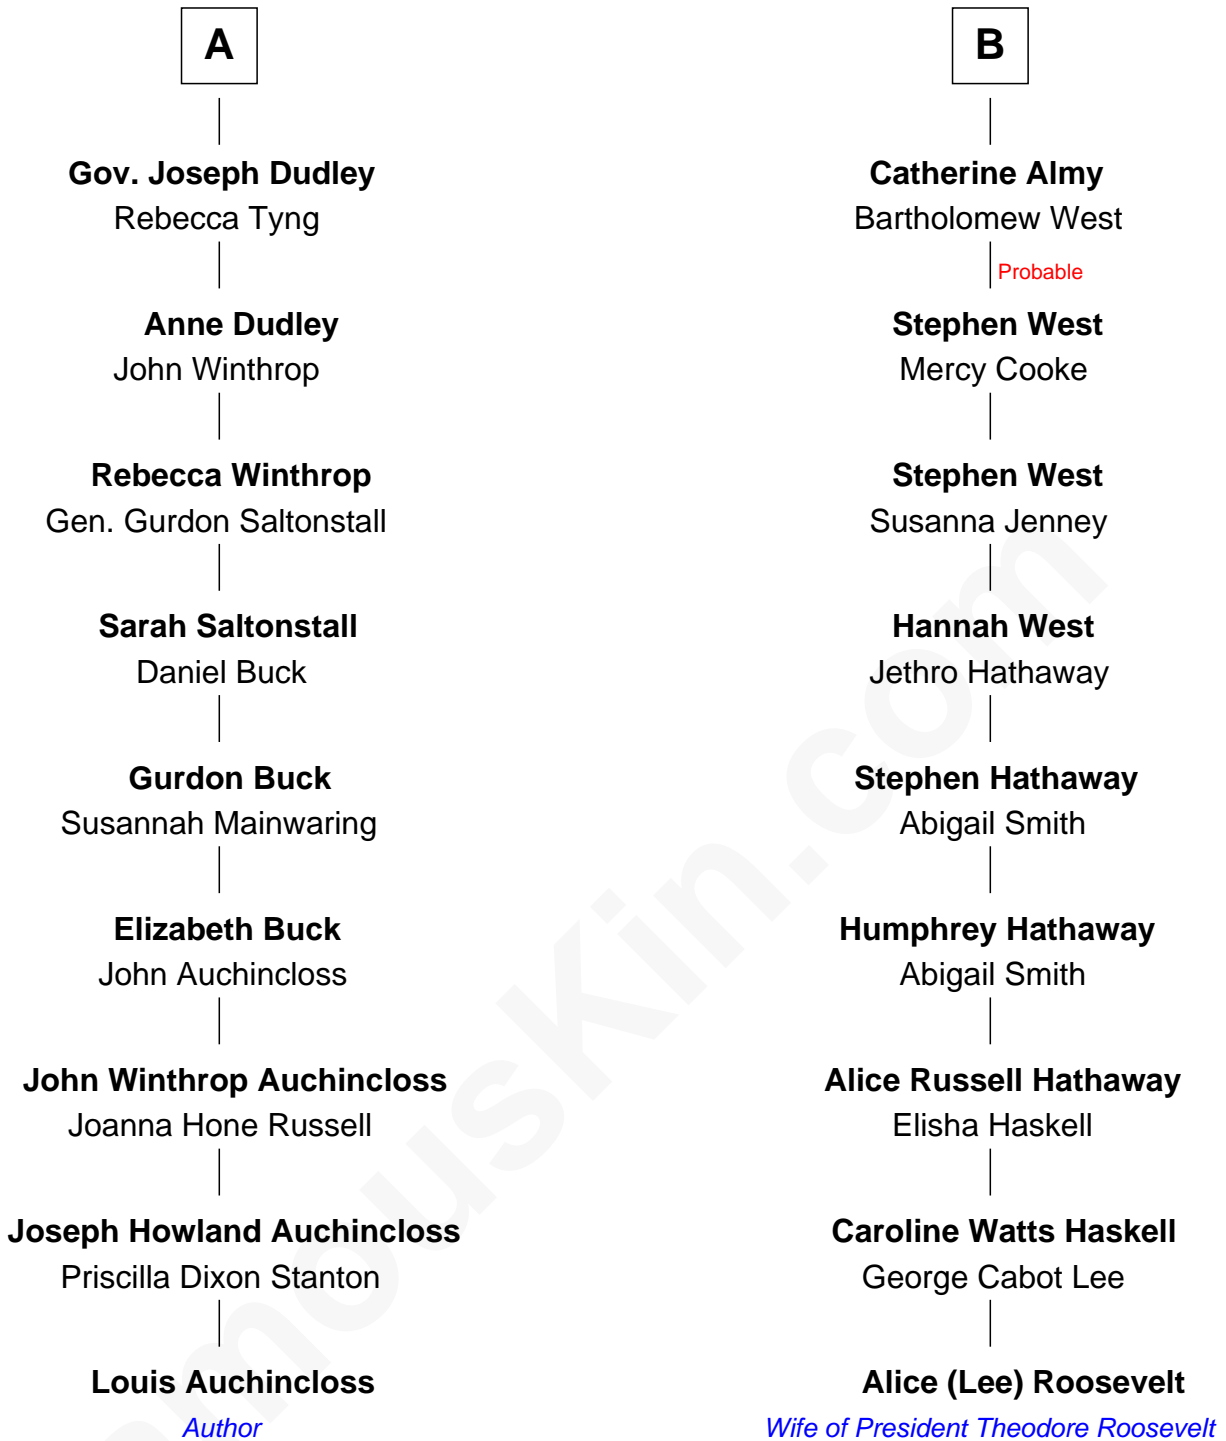 A
Gov. Joseph Dudley
Rebecca Tyng
Anne Dudley
John Winthrop
Rebecca Winthrop
Gen. Gurdon Saltonstall
Sarah Saltonstall
Daniel Buck
Gurdon Buck
Susannah Mainwaring
Elizabeth Buck
John Auchincloss
John Winthrop Auchincloss
Joanna Hone Russell
Joseph Howland Auchincloss
Priscilla Dixon Stanton
Louis Auchincloss
Author
B
Catherine Almy
Bartholomew West
Probable
Stephen West
Mercy Cooke
Stephen West
Susanna Jenney
Hannah West
Jethro Hathaway
Stephen Hathaway
Abigail Smith
Humphrey Hathaway
Abigail Smith
Alice Russell Hathaway
Elisha Haskell
Caroline Watts Haskell
George Cabot Lee
Alice (Lee) Roosevelt
Wife of President Theodore Roosevelt
amousKin.com